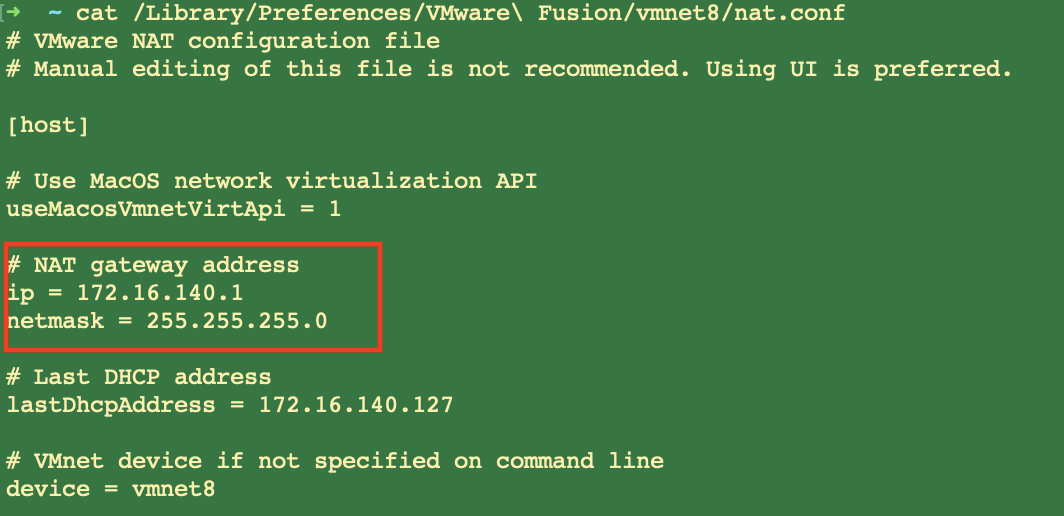 [➜  ~ cat /Library/Preferences/VMware\ Fusion/vmnet8/nat.conf
# VMware NAT configuration file
# Manual editing of this file is not recommended. Using UI is preferred.
[host]
# Use MacOS network virtualization API
useMacosVmnetVirtApi = 1
# NAT gateway address
ip = 172.16.140.1
netmask = 255.255.255.0
# Last DHCP address
lastDhcpAddress = 172.16.140.127
# VMnet device if not specified on command line
device = vmnet8